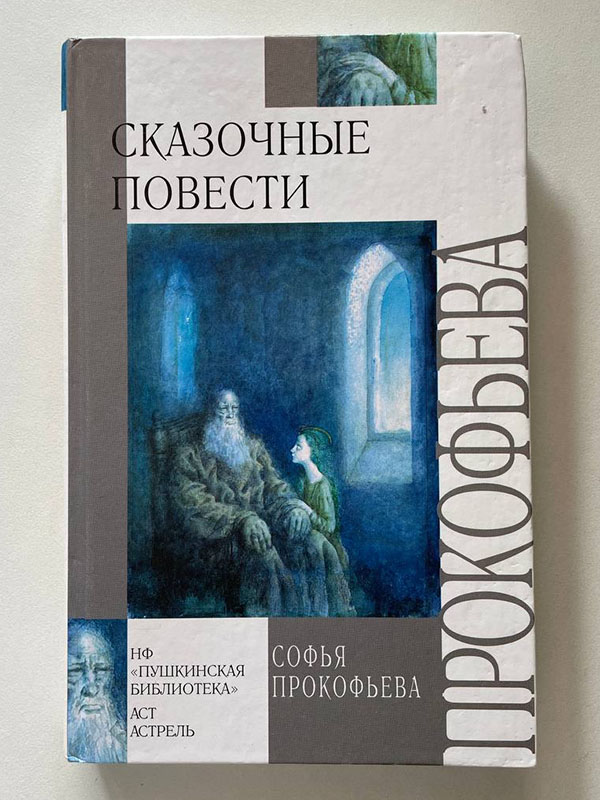 СКАЗОЧНЫЕ
ПОВЕСТИ
ПРОКОФЬЕВА
НФ
«ПУШКИНСКАЯ
БИБЛИОТЕКА»
АСТ
АСТРЕЛЬ
СОФЬЯ
ПРОКОФЬЕВА